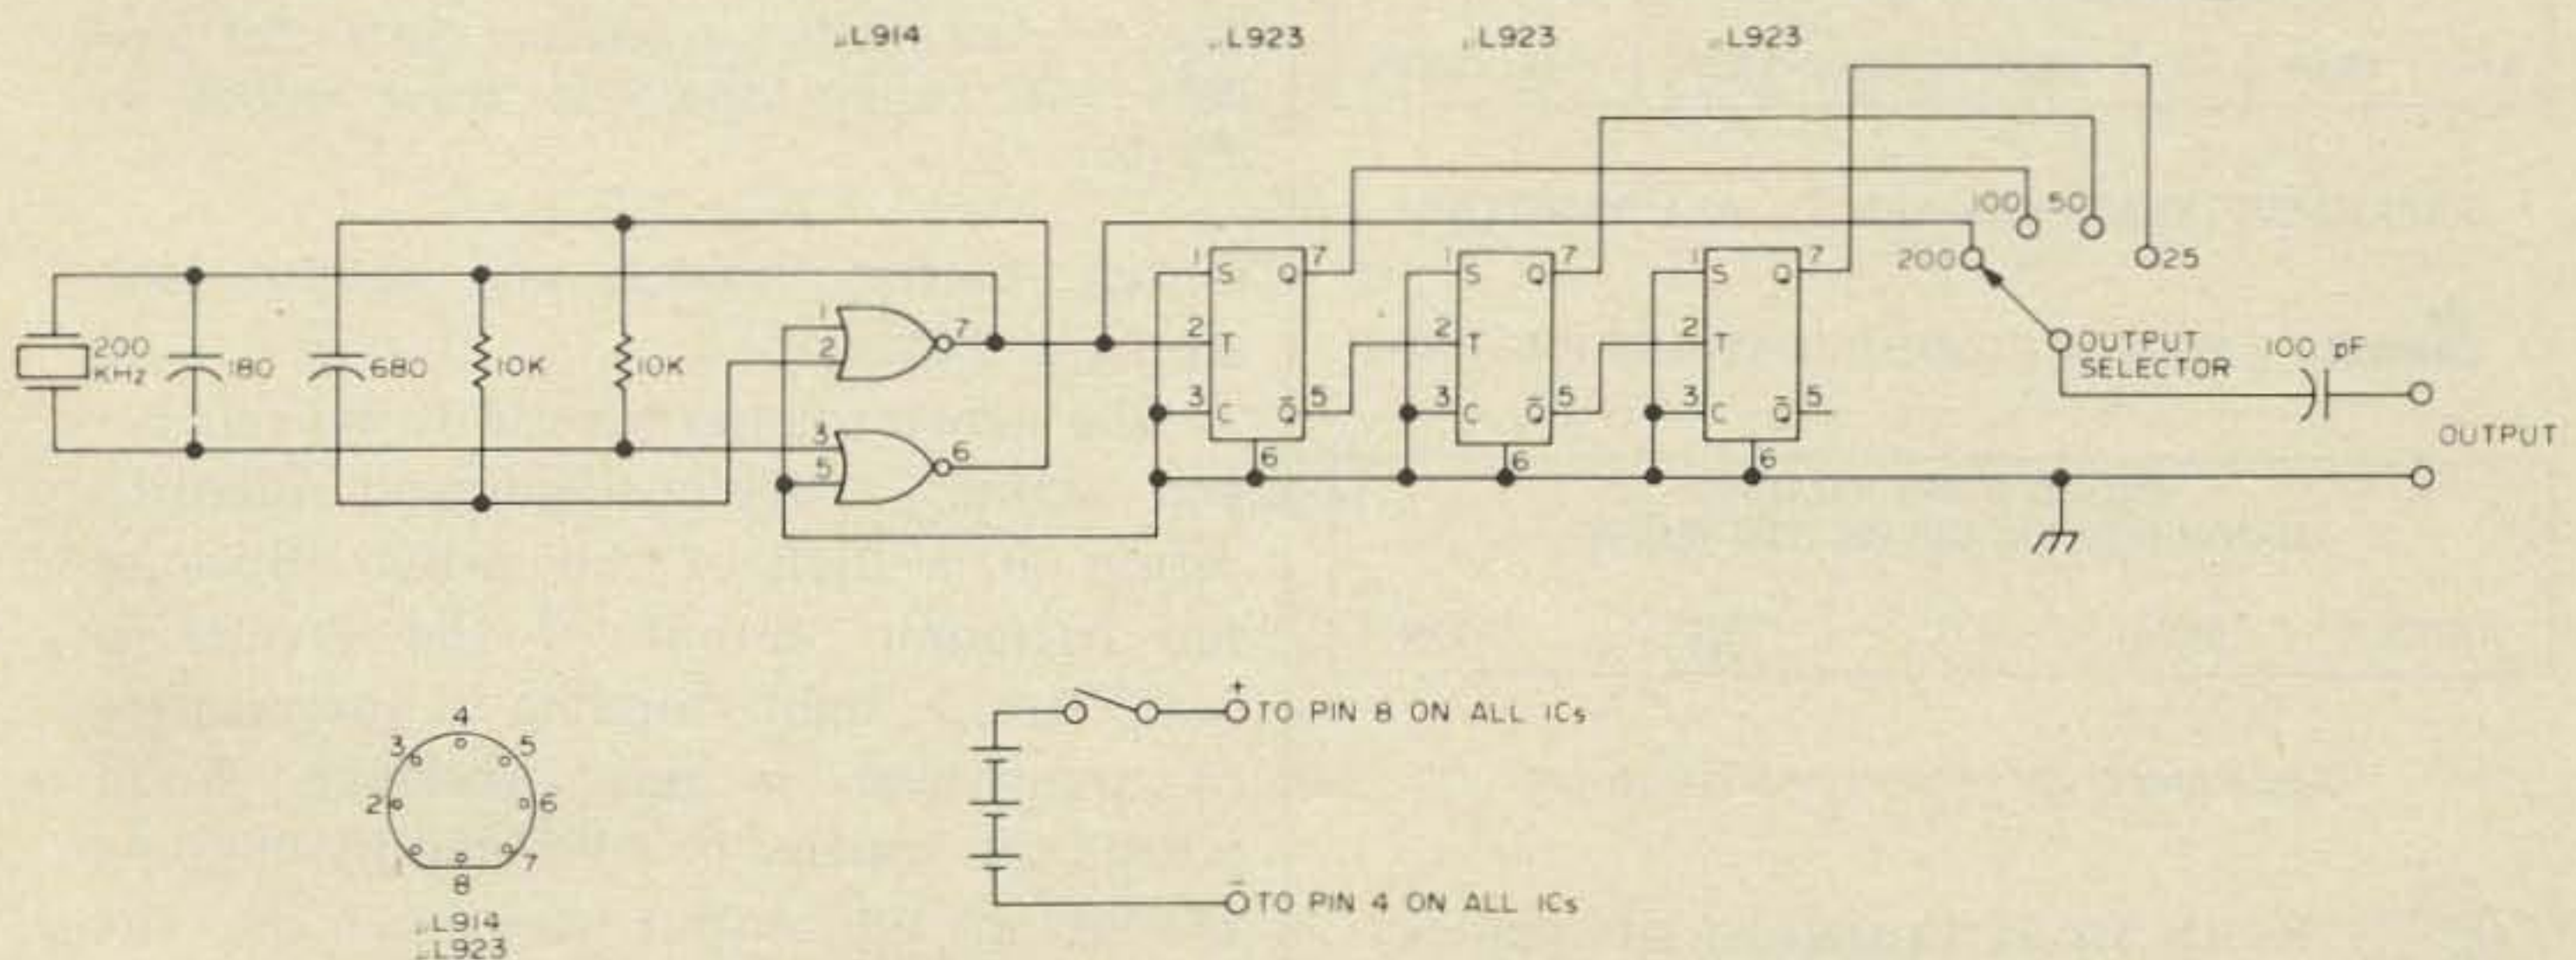 µL914
µL923
µL923
µL923
200 KHz
180
680
10K
10K
1
2
7
3
5
6
1
S
Q
7
2
T
3
C
Q̅
5
6
1
S
Q
7
2
T
3
C
Q̅
5
6
1
S
Q
7
2
T
3
C
Q̅
5
6
100
50
200
25
OUTPUT
SELECTOR
100 pF
OUTPUT
4
3
5
2
6
1
7
8
µL914
µL923
+
TO PIN 8 ON ALL ICs
-
TO PIN 4 ON ALL ICs